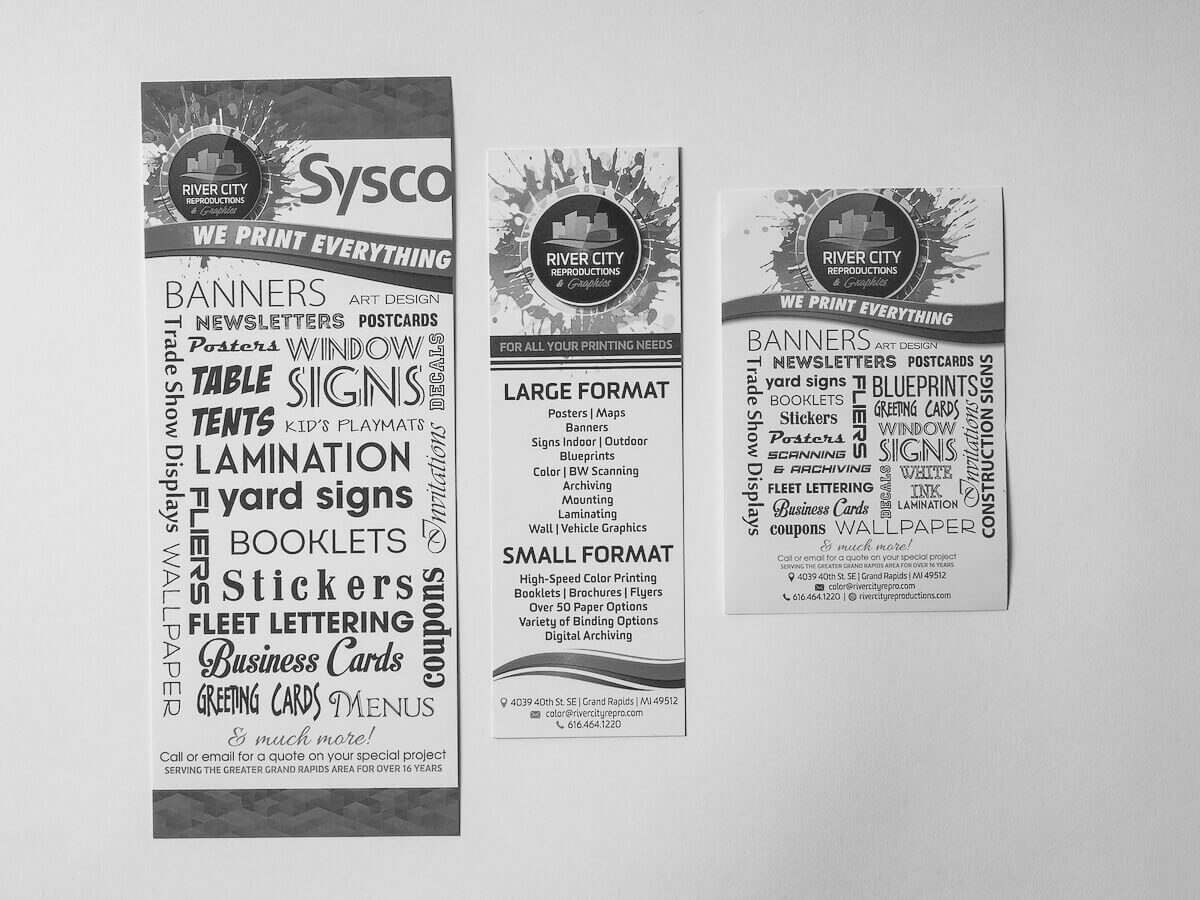 RIVER CITY
REPRODUCTIONS
& Graphics
Sysco
WE PRINT EVERYTHING
BANNERS
ART DESIGN
NEWSLETTERS POSTCARDS
Trade Show Displays
Posters
WINDOW
SIGNS
DECALS
TABLE
TENTS
KID'S PLAYMATS
Invitations
LAMINATION
yard signs
FLIERS
BOOKLETS
WALLPAPER
Stickers
coupons
FLEET LETTERING
Business Cards
GREETING CARDS
MENUS
& much more!
Call or email for a quote on your special project
SERVING THE GREATER GRAND RAPIDS AREA FOR OVER 16 YEARS
RIVER CITY
REPRODUCTIONS
& Graphics
FOR ALL YOUR PRINTING NEEDS
LARGE FORMAT
Posters | Maps
Banners
Signs Indoor | Outdoor
Blueprints
Color | BW Scanning
Archiving
Mounting
Laminating
Wall | Vehicle Graphics
SMALL FORMAT
High-Speed Color Printing
Booklets | Brochures | Flyers
Over 50 Paper Options
Variety of Binding Options
Digital Archiving
4039 40th St. SE | Grand Rapids | MI 49512
color@rivercityrepro.com
616.464.1220
RIVER CITY
REPRODUCTIONS
& Graphics
WE PRINT EVERYTHING
BANNERS
ART DESIGN
NEWSLETTERS POSTCARDS
Trade Show Displays
yard signs
FLIERS
BLUEPRINTS
CONSTRUCTION SIGNS
BOOKLETS
GREETING CARDS
Stickers
WINDOW
SIGNS
Invitations
Posters
SCANNING
& ARCHIVING
DECALS
WHITE
INK
FLEET LETTERING
LAMINATION
Business Cards
coupons
WALLPAPER
& much more!
Call or email for a quote on your special project
SERVING THE GREATER GRAND RAPIDS AREA FOR OVER 16 YEARS
4039 40th St. SE | Grand Rapids | MI 49512
color@rivercityrepro.com
616.464.1220 | rivercityreproductions.com